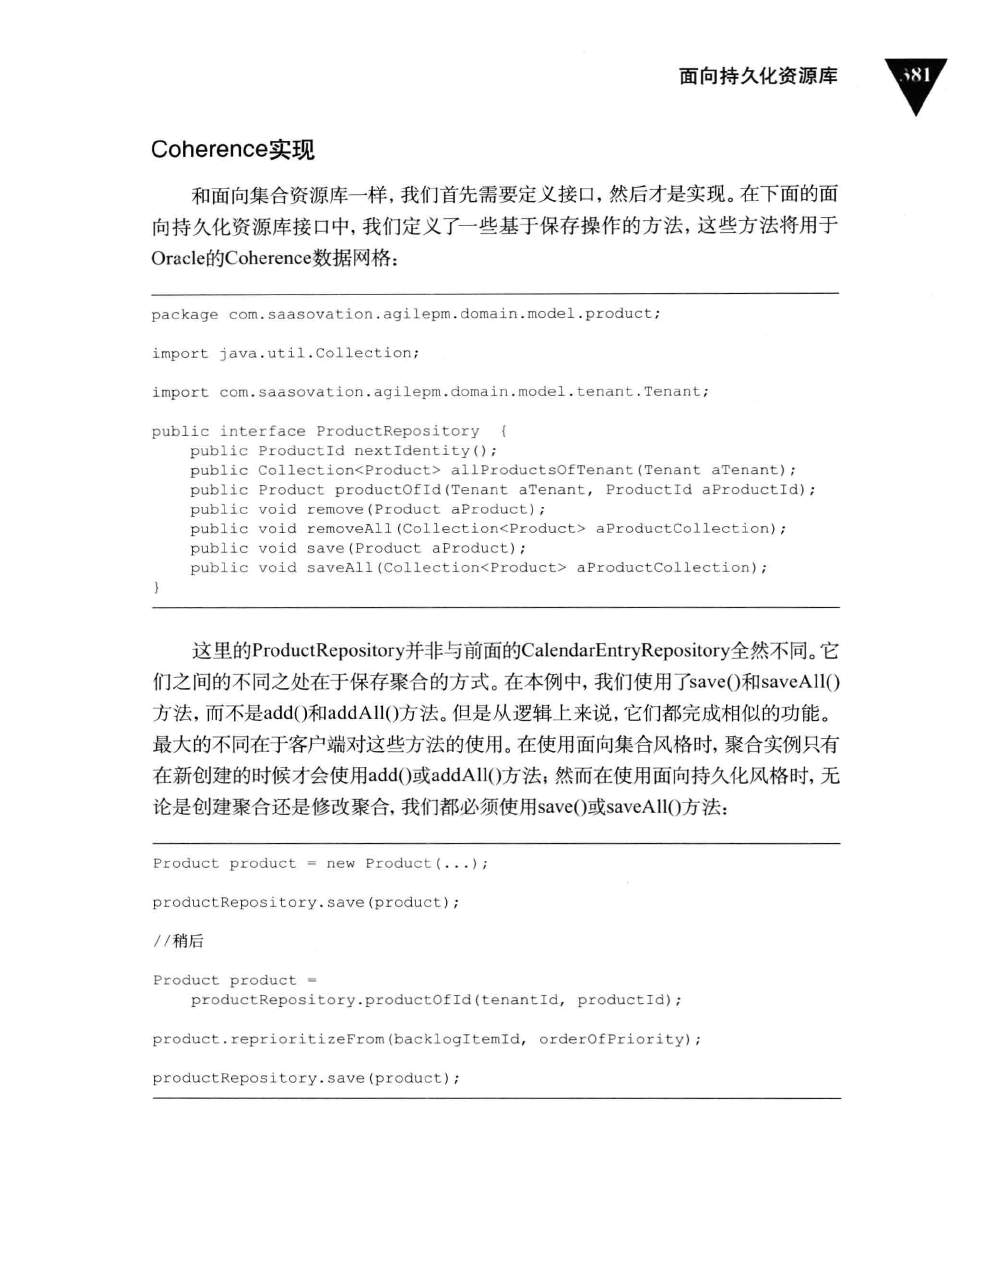 面向持久化资源库
381
Coherence实现
和面向集合资源库一样,我们首先需要定义接口,然后才是实现。在下面的面
向持久化资源库接口中,我们定义了一些基于保存操作的方法,这些方法将用于
Oracle的Coherence数据网格:
package com.saasovation.agilepm.domain.model.product;
import java.util.Collection;
import com.saasovation.agilepm.domain.model.tenant.Tenant;
public interface ProductRepository  {
    public ProductId nextIdentity();
    public Collection<Product> allProductsOfTenant(Tenant aTenant);
    public Product productOfId(Tenant aTenant, ProductId aProductId);
    public void remove(Product aProduct);
    public void removeAll(Collection<Product> aProductCollection);
    public void save(Product aProduct);
    public void saveAll(Collection<Product> aProductCollection);
}
这里的ProductRepository并非与前面的CalendarEntryRepository全然不同。它
们之间的不同之处在于保存聚合的方式。在本例中,我们使用了save()和saveAll()
方法,而不是add()和addAll()方法。但是从逻辑上来说,它们都完成相似的功能。
最大的不同在于客户端对这些方法的使用。在使用面向集合风格时,聚合实例只有
在新创建的时候才会使用add()或addAll()方法;然而在使用面向持久化风格时,无
论是创建聚合还是修改聚合,我们都必须使用save()或saveAll()方法:
Product product = new Product(...);
productRepository.save(product);
//稍后
Product product =
    productRepository.productOfId(tenantId, productId);
product.reprioritizeFrom(backlogItemId, orderOfPriority);
productRepository.save(product);